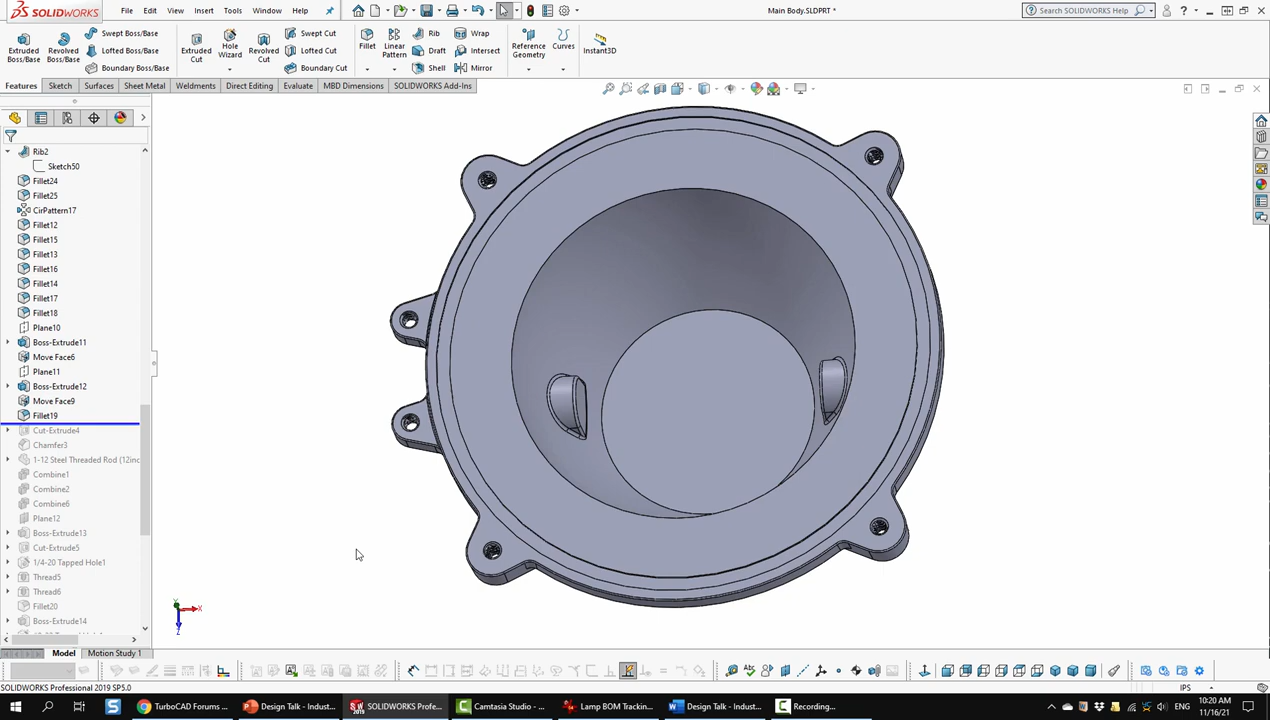 SOLIDWORKS
File Edit View Insert Tools Window Help
Main Body.SLDPRT *
Search SOLIDWORKS Help
Extruded Boss/Base
Revolved Boss/Base
Swept Boss/Base
Lofted Boss/Base
Boundary Boss/Base
Extruded Cut
Hole Wizard
Revolved Cut
Swept Cut
Lofted Cut
Boundary Cut
Fillet
Linear Pattern
Rib
Draft
Shell
Wrap
Intersect
Mirror
Reference Geometry
Curves
Instant3D
Features Sketch Surfaces Sheet Metal Weldments Direct Editing Evaluate MBD Dimensions SOLIDWORKS Add-Ins
Rib2
Sketch50
Fillet24
Fillet25
CirPattern17
Fillet12
Fillet15
Fillet13
Fillet16
Fillet14
Fillet17
Fillet18
Plane10
Boss-Extrude11
Move Face6
Plane11
Boss-Extrude12
Move Face9
Fillet19
Cut-Extrude4
Chamfer3
1-12 Steel Threaded Rod (12inc
Combine1
Combine2
Combine6
Plane12
Boss-Extrude13
Cut-Extrude5
1/4-20 Tapped Hole1
Thread5
Thread6
Fillet20
Boss-Extrude14
Y
X
Z
Model Motion Study 1
SOLIDWORKS Professional 2019 SP5.0
IPS
TurboCAD Forums ...
Design Talk - Indust...
SOLIDWORKS Profe...
Camtasia Studio - ...
Lamp BOM Trackin...
Design Talk - Indust...
Recording...
ENG
10:20 AM
11/16/21